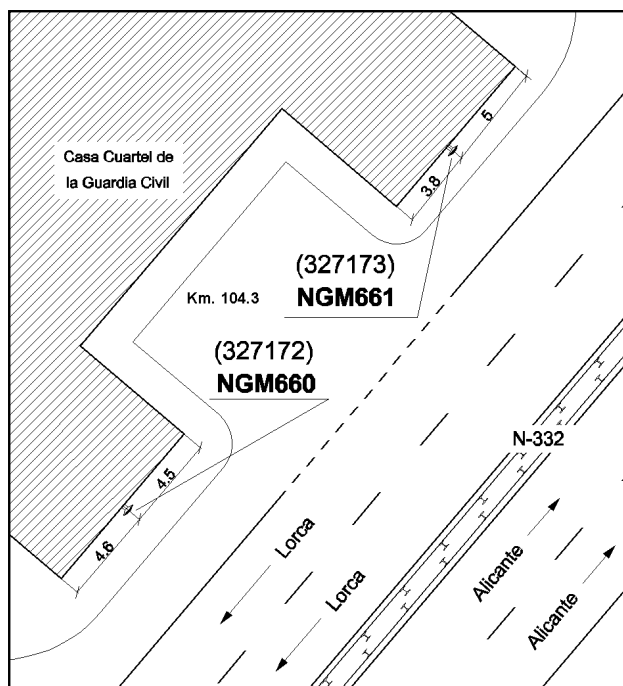 Casa Cuartel de
la Guardia Civil
5
3.8
(327173)
NGM661
Km. 104.3
(327172)
NGM660
N-332
4.5
4.6
Lorca
Lorca
Alicante
Alicante